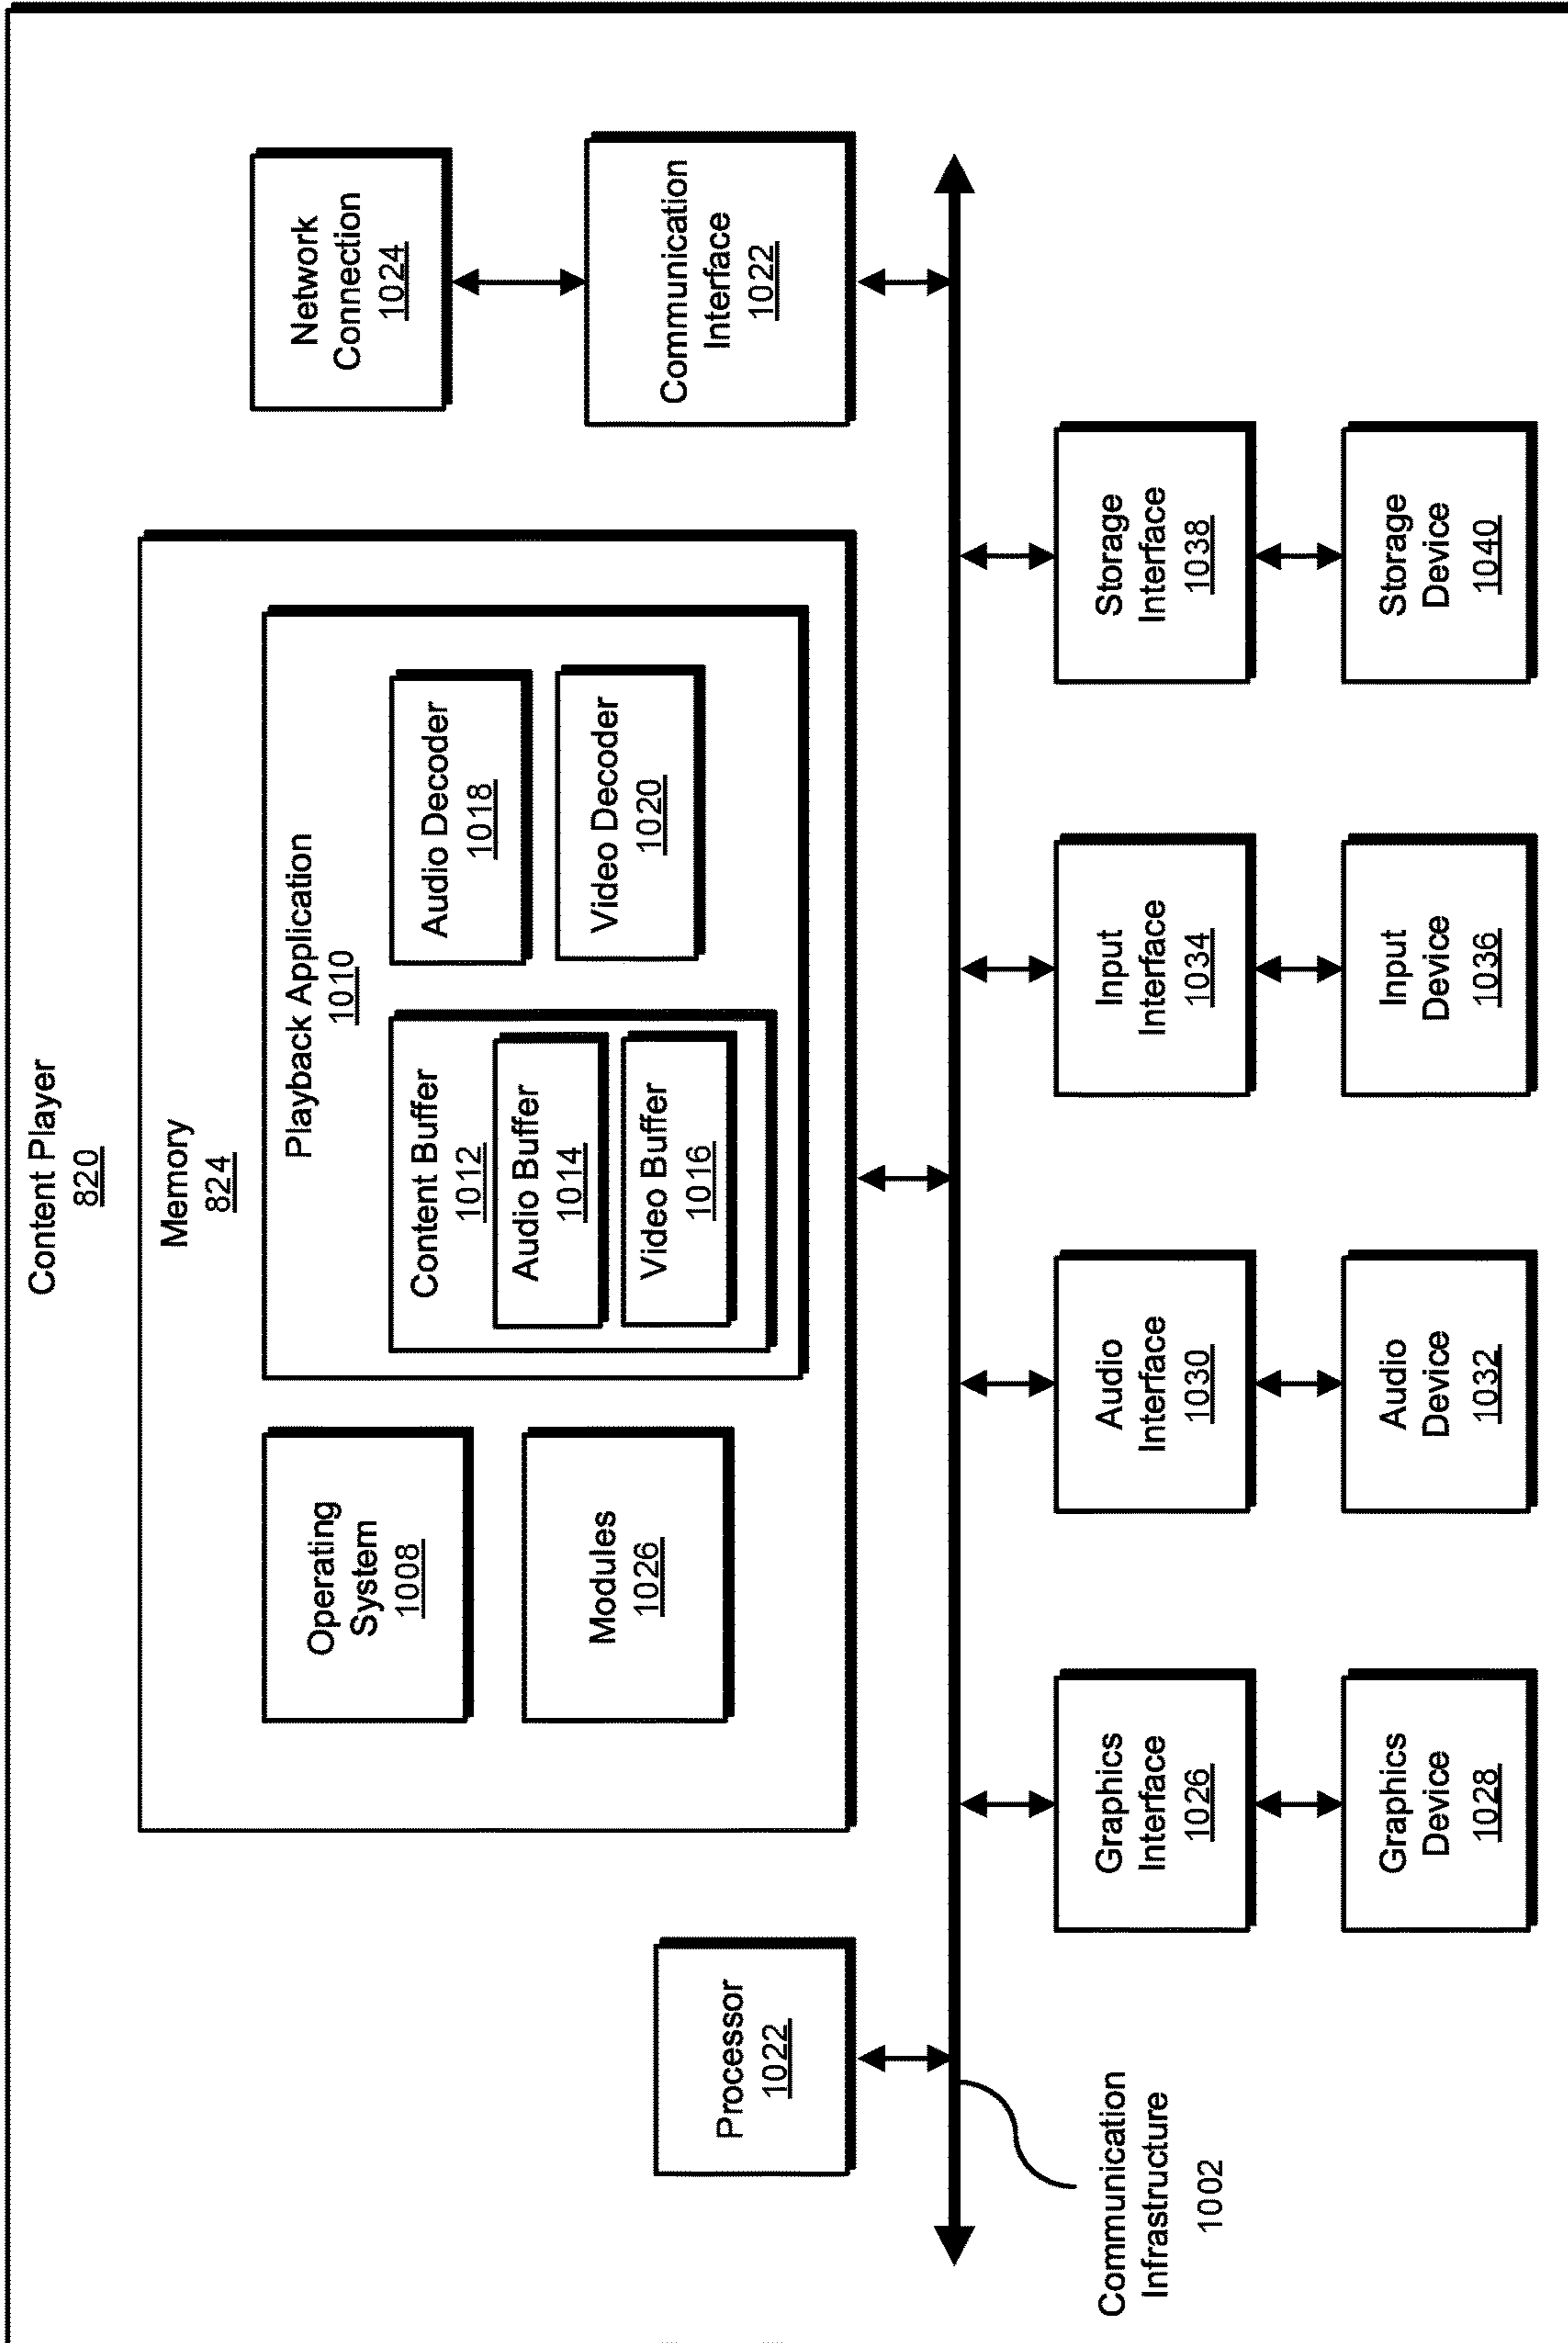 Content Player
820
Memory
824
Operating
System
1008
Modules
1026
Playback Application
1010
Content Buffer
1012
Audio Buffer
1014
Video Buffer
1016
Audio Decoder
1018
Video Decoder
1020
Network
Connection
1024
Communication
Interface
1022
Processor
1022
Communication
Infrastructure
1002
Graphics
Interface
1026
Audio
Interface
1030
Input
Interface
1034
Storage
Interface
1038
Graphics
Device
1028
Audio
Device
1032
Input
Device
1036
Storage
Device
1040